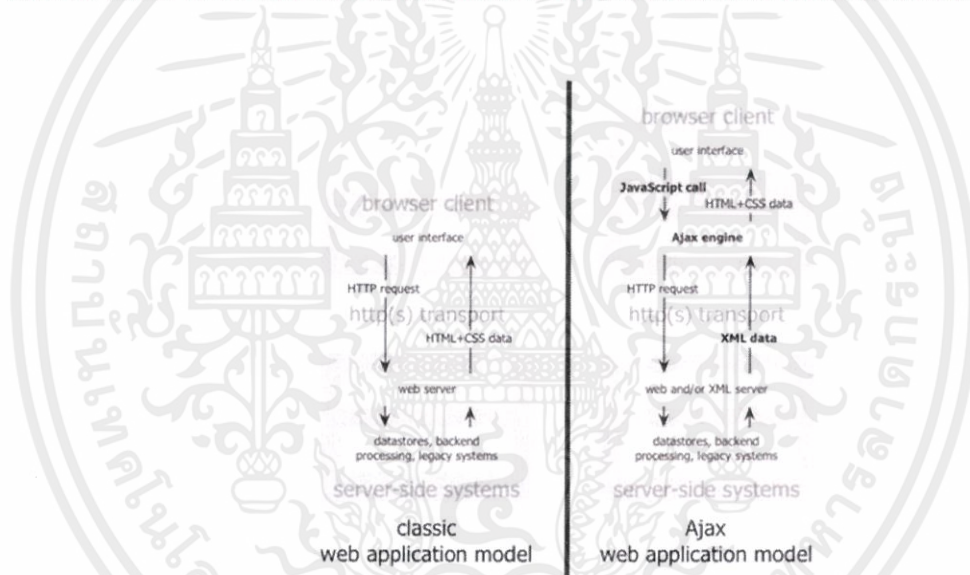 browser client
user interface
HTTP request
http(s) transport
HTML+CSS data
web server
datastores, backend
processing, legacy systems
server-side systems
classic
web application model
browser client
user interface
JavaScript call
HTML+CSS data
Ajax engine
HTTP request
http(s) transport
XML data
web and/or XML server
datastores, backend
processing, legacy systems
server-side systems
Ajax
web application model